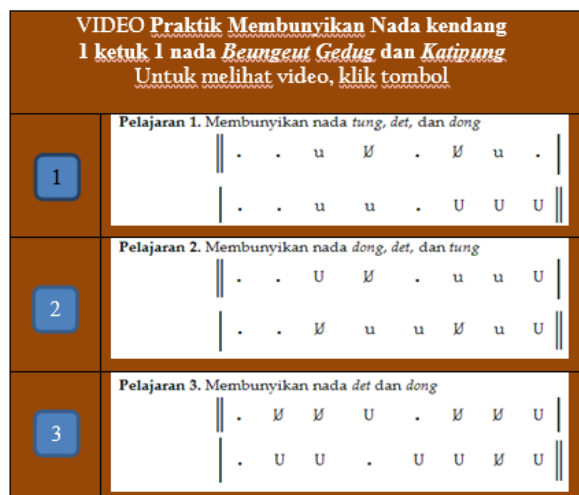 VIDEO Praktik Membunyikan Nada kendang
1 ketuk 1 nada Beungeut Gedug dan Katipung
Untuk melihat video, klik tombol
1
Pelajaran 1. Membunyikan nada tung, det, dan dong
‖ . . u U̸ . U̸ u . |
| . . u u . U U U ‖
2
Pelajaran 2. Membunyikan nada dong, det, dan tung
‖ . . U U̸ . u u U |
| . . U̸ u u U̸ u U ‖
3
Pelajaran 3. Membunyikan nada det dan dong
‖ . U̸ U̸ U . U̸ U̸ U |
| . U U . U U U̸ U ‖